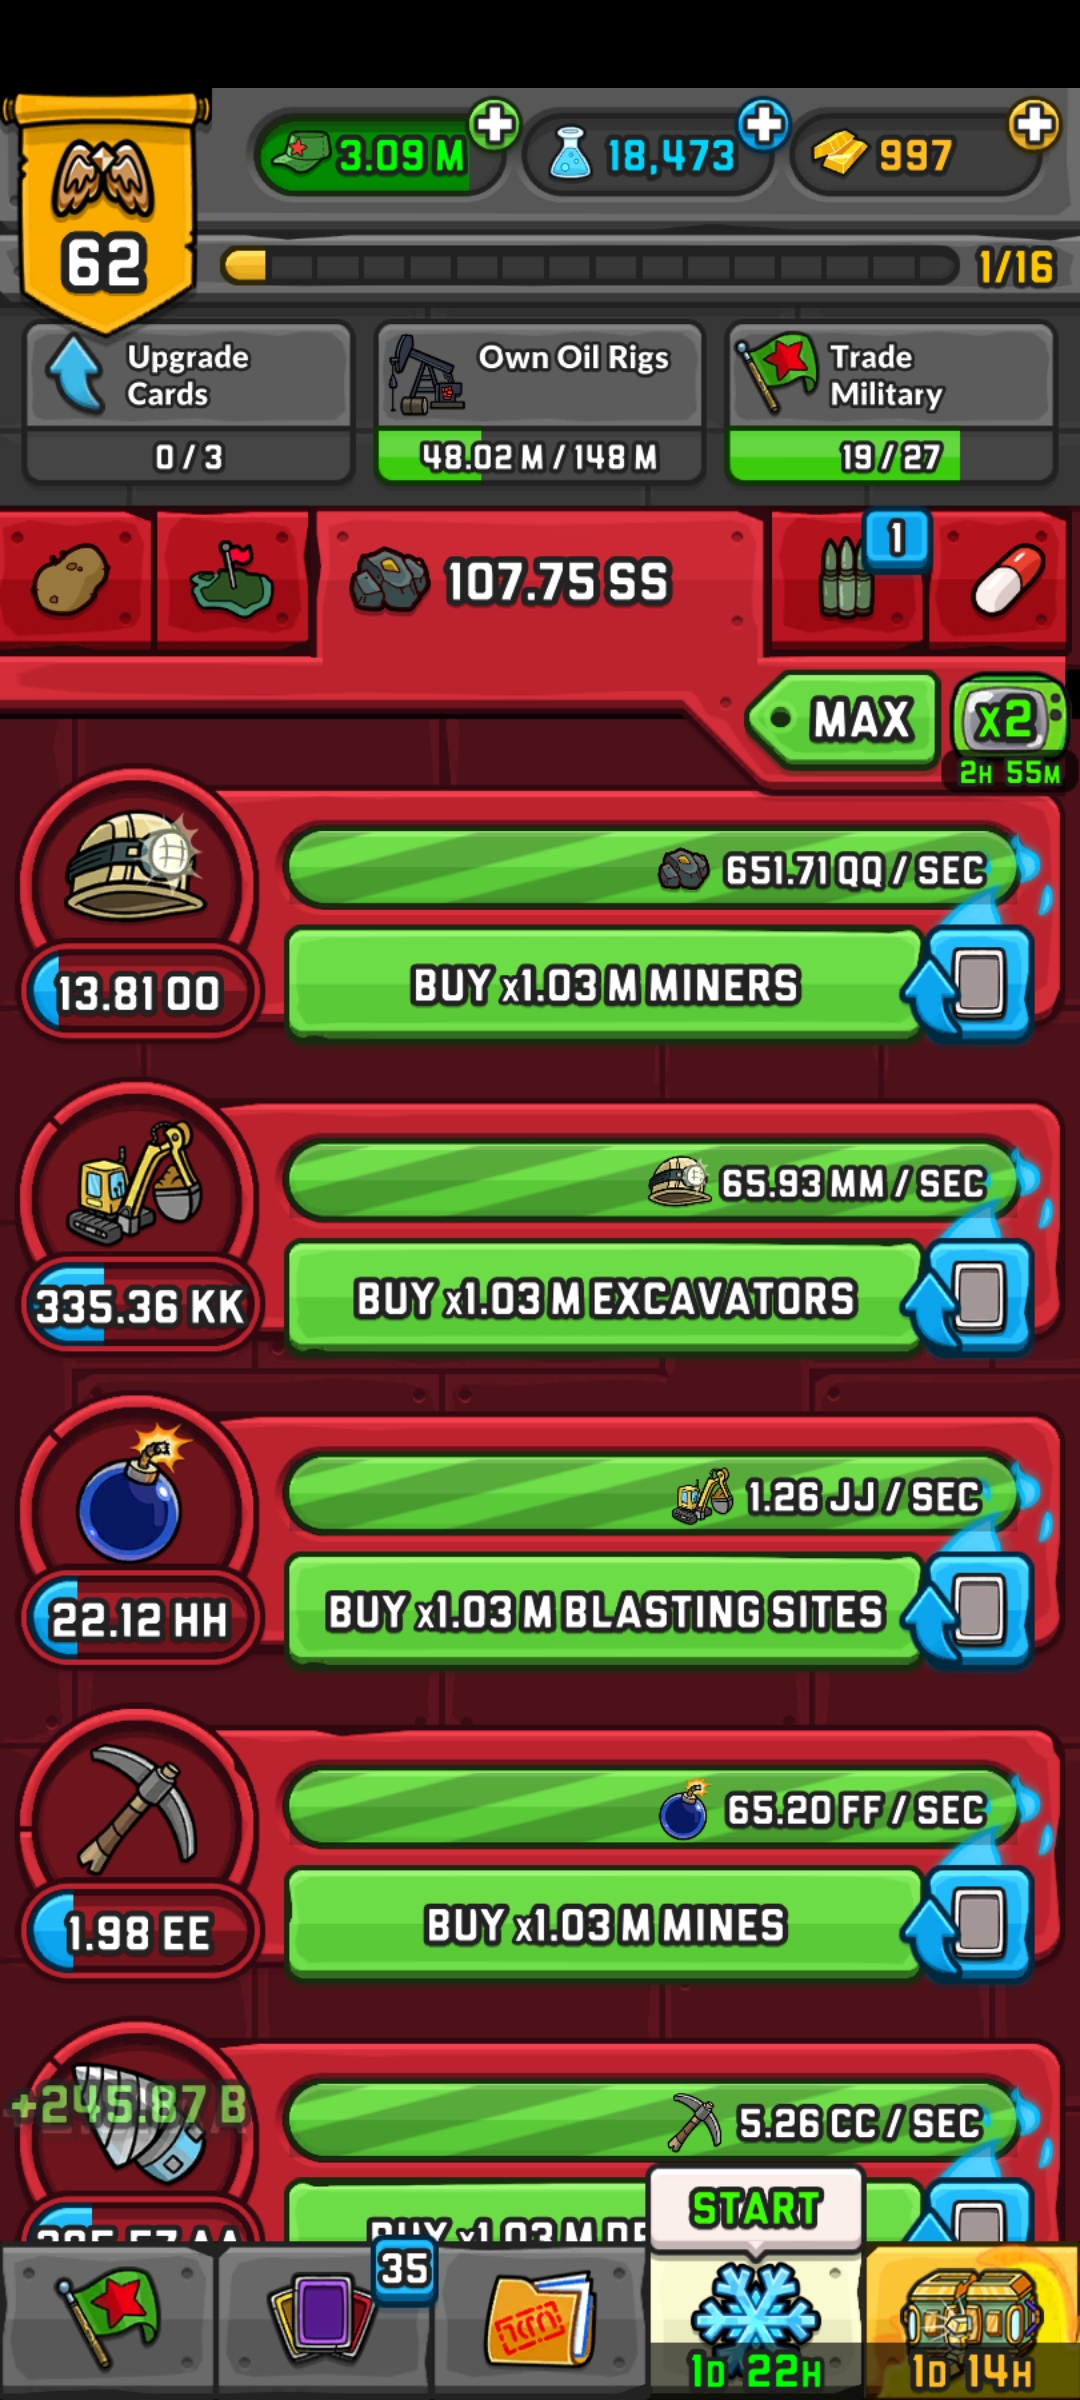 3.09 M
18,473
997
62
1/16
Upgrade
Cards
0 / 3
Own Oil Rigs
48.02 M / 148 M
Trade
Military
19 / 27
107.75 SS
1
MAX
x2
2H 55M
651.71 QQ / SEC
13.81 OO
BUY x1.03 M MINERS
65.93 MM / SEC
335.36 KK
BUY x1.03 M EXCAVATORS
1.26 JJ / SEC
22.12 HH
BUY x1.03 M BLASTING SITES
65.20 FF / SEC
1.98 EE
BUY x1.03 M MINES
+245.87 B
5.26 CC / SEC
BUY x1.03 M
START
35
1D 22H
1D 14H